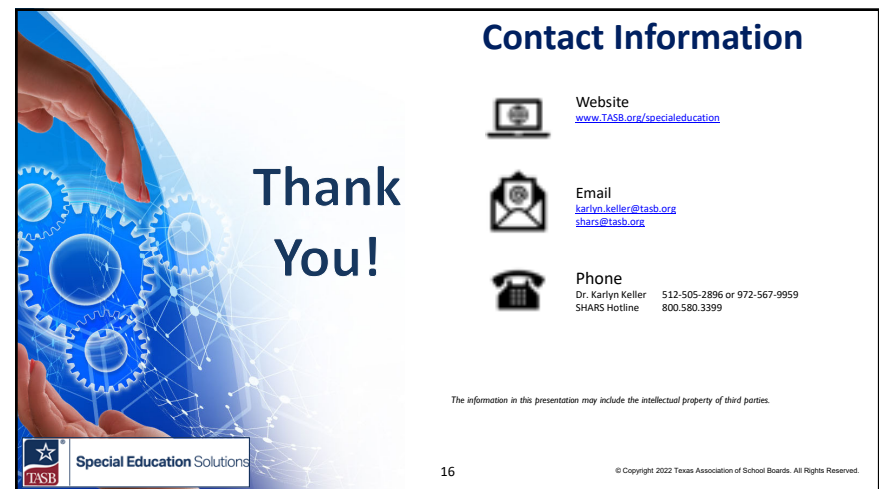 Thank
You!
TASB
Special Education Solutions
Contact Information
Website
www.TASB.org/specialeducation
Email
karlyn.keller@tasb.org
shars@tasb.org
Phone
Dr. Karlyn Keller 512-505-2896 or 972-567-9959
SHARS Hotline 800.580.3399
The information in this presentation may include the intellectual property of third parties.
16
© Copyright 2022 Texas Association of School Boards. All Rights Reserved.